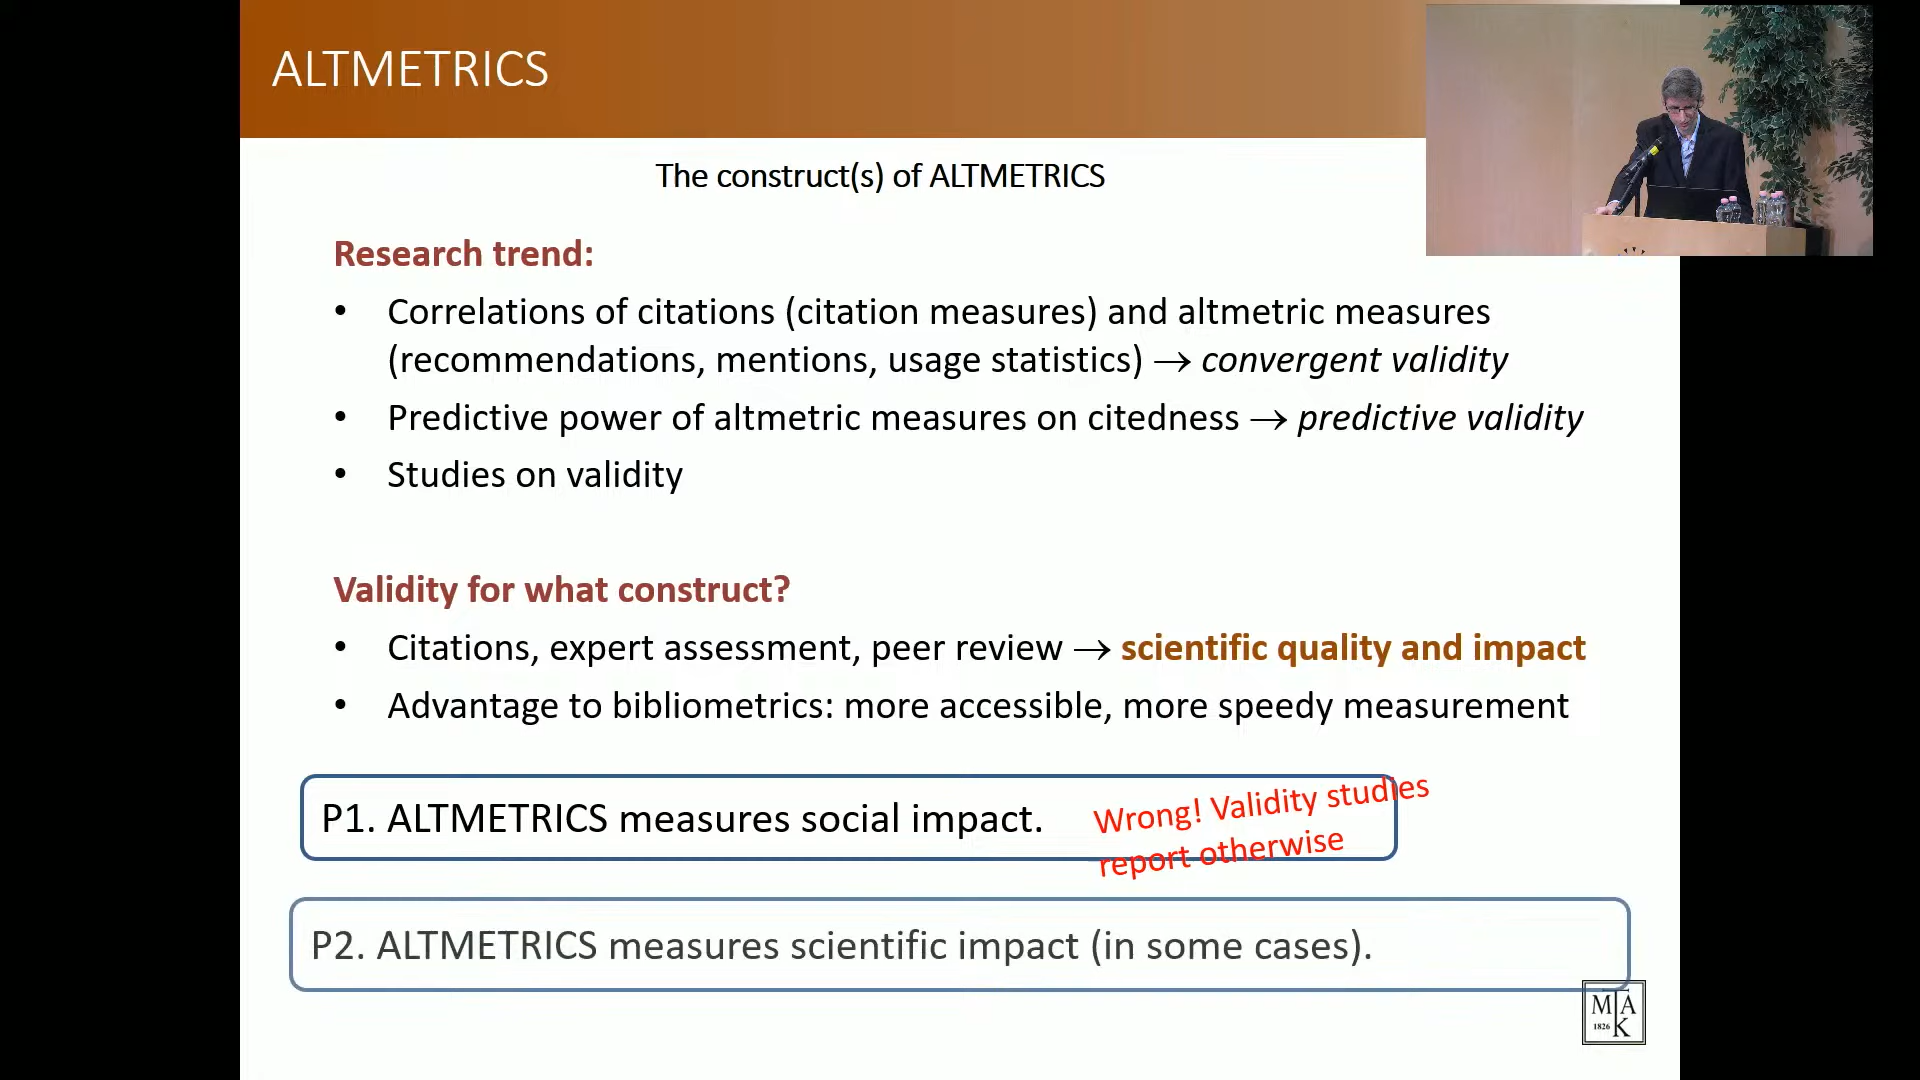 ALTMETRICS
The construct(s) of ALTMETRICS
Research trend:
• Correlations of citations (citation measures) and altmetric measures
(recommendations, mentions, usage statistics) → convergent validity
• Predictive power of altmetric measures on citedness → predictive validity
• Studies on validity
Validity for what construct?
• Citations, expert assessment, peer review → scientific quality and impact
• Advantage to bibliometrics: more accessible, more speedy measurement
P1. ALTMETRICS measures social impact.
Wrong! Validity studies
report otherwise
P2. ALTMETRICS measures scientific impact (in some cases).
MTA
1826 K